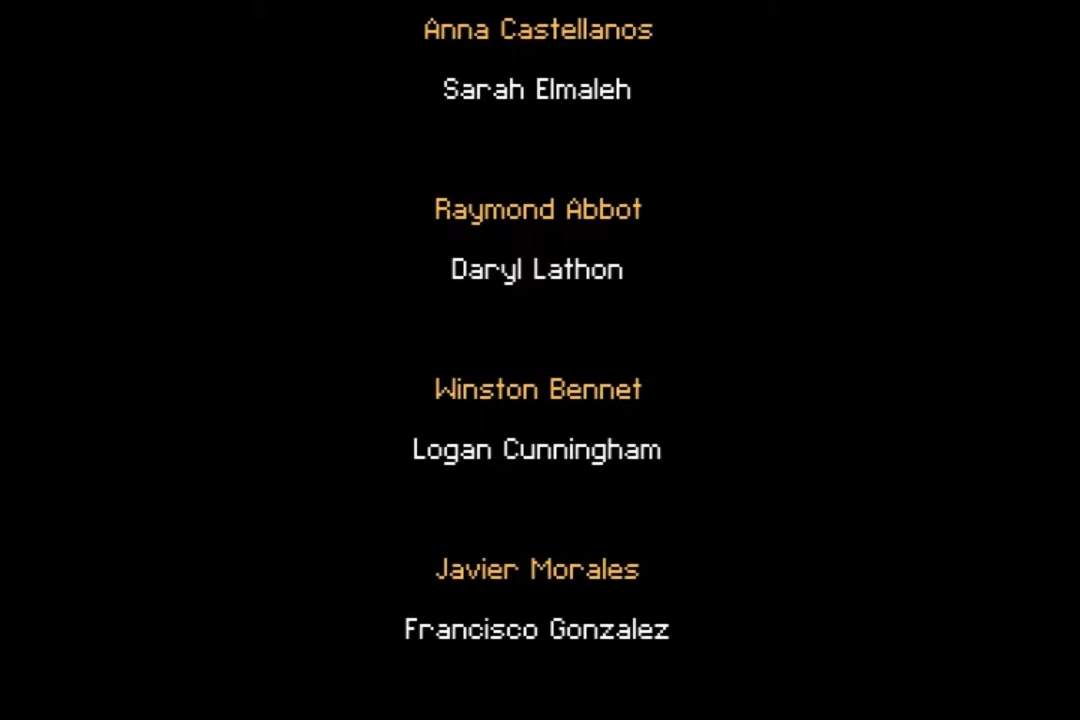 Anna Castellanos
Sarah Elmaleh
Raymond Abbot
Daryl Lathon
Winston Bennet
Logan Cunningham
Javier Morales
Francisco Gonzalez